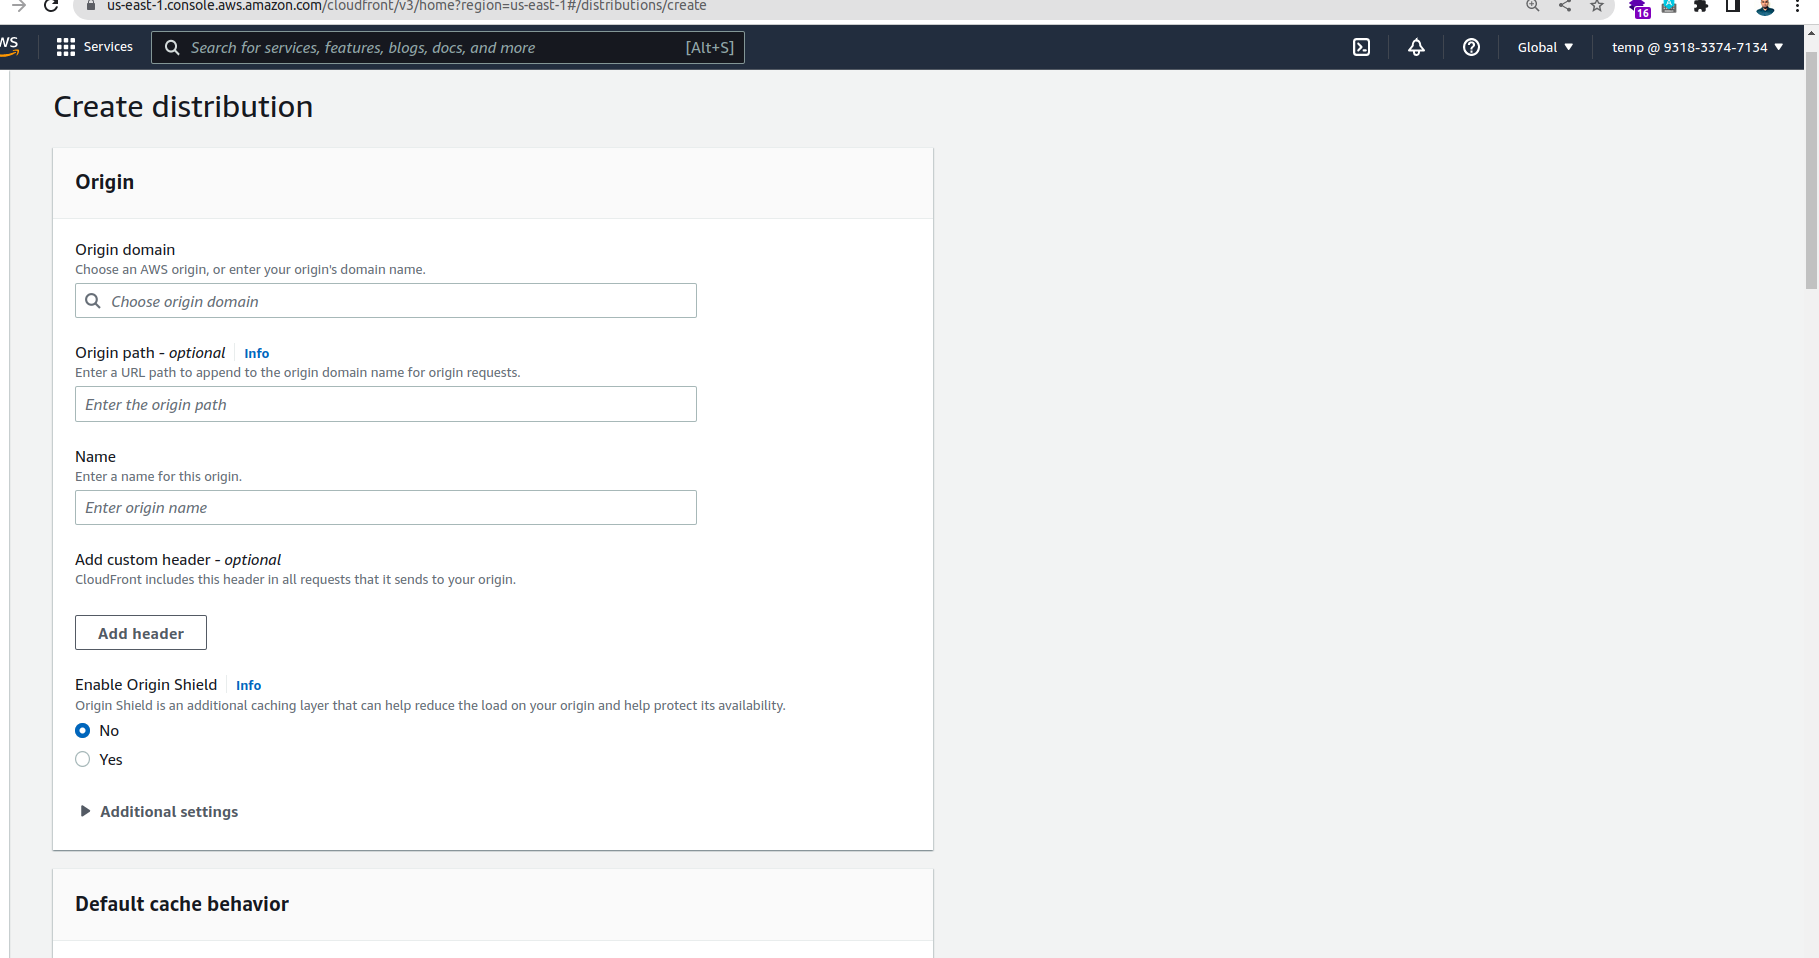 us-east-1.console.aws.amazon.com/cloudfront/v3/home?region=us-east-1#/distributions/create
16
Services
Search for services, features, blogs, docs, and more
[Alt+S]
Global
temp @ 9318-3374-7134
Create distribution
Origin
Origin domain
Choose an AWS origin, or enter your origin's domain name.
Choose origin domain
Origin path - optional
Info
Enter a URL path to append to the origin domain name for origin requests.
Enter the origin path
Name
Enter a name for this origin.
Enter origin name
Add custom header - optional
CloudFront includes this header in all requests that it sends to your origin.
Add header
Enable Origin Shield
Info
Origin Shield is an additional caching layer that can help reduce the load on your origin and help protect its availability.
No
Yes
Additional settings
Default cache behavior